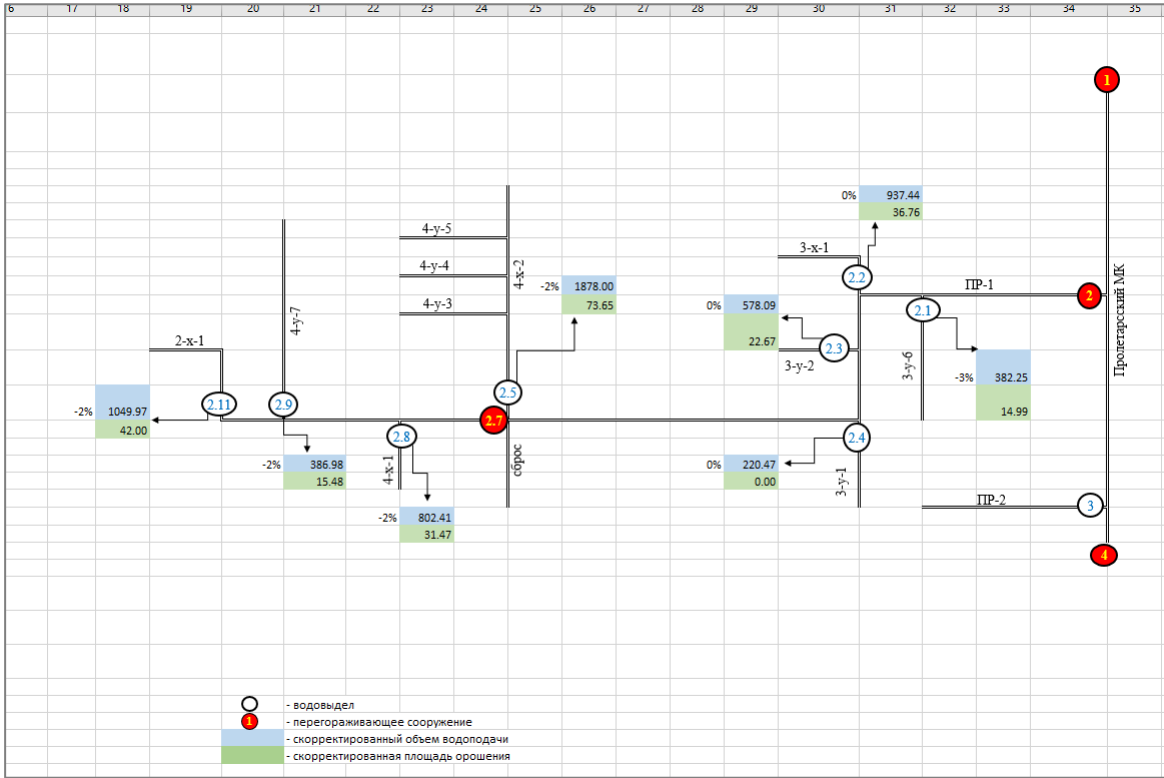 6 17 18 19 20 21 22 23 24 25 26 27 28 29 30 31 32 33 34 35
1
0% 937.44
36.76
4-у-5
3-х-1
4-у-4
4-х-2
2.2
-2% 1878.00
73.65
ПР-1
2
Пролетарсский МК
0% 578.09
22.67
4-у-3
4-у-7
2.1
2-х-1
2.3
3-у-2
3-у-6
-3% 382.25
14.99
2.11
2.9
2.5
-2% 1049.97
42.00
2.7
2.8
2.4
сброс
4-х-1
3-у-1
-2% 386.98
15.48
0% 220.47
0.00
ПР-2
3
-2% 802.41
31.47
4
- водовыдел
1 - перегораживающее сооружение
- скорректированный объем водоподачи
- скорректированная площадь орошения